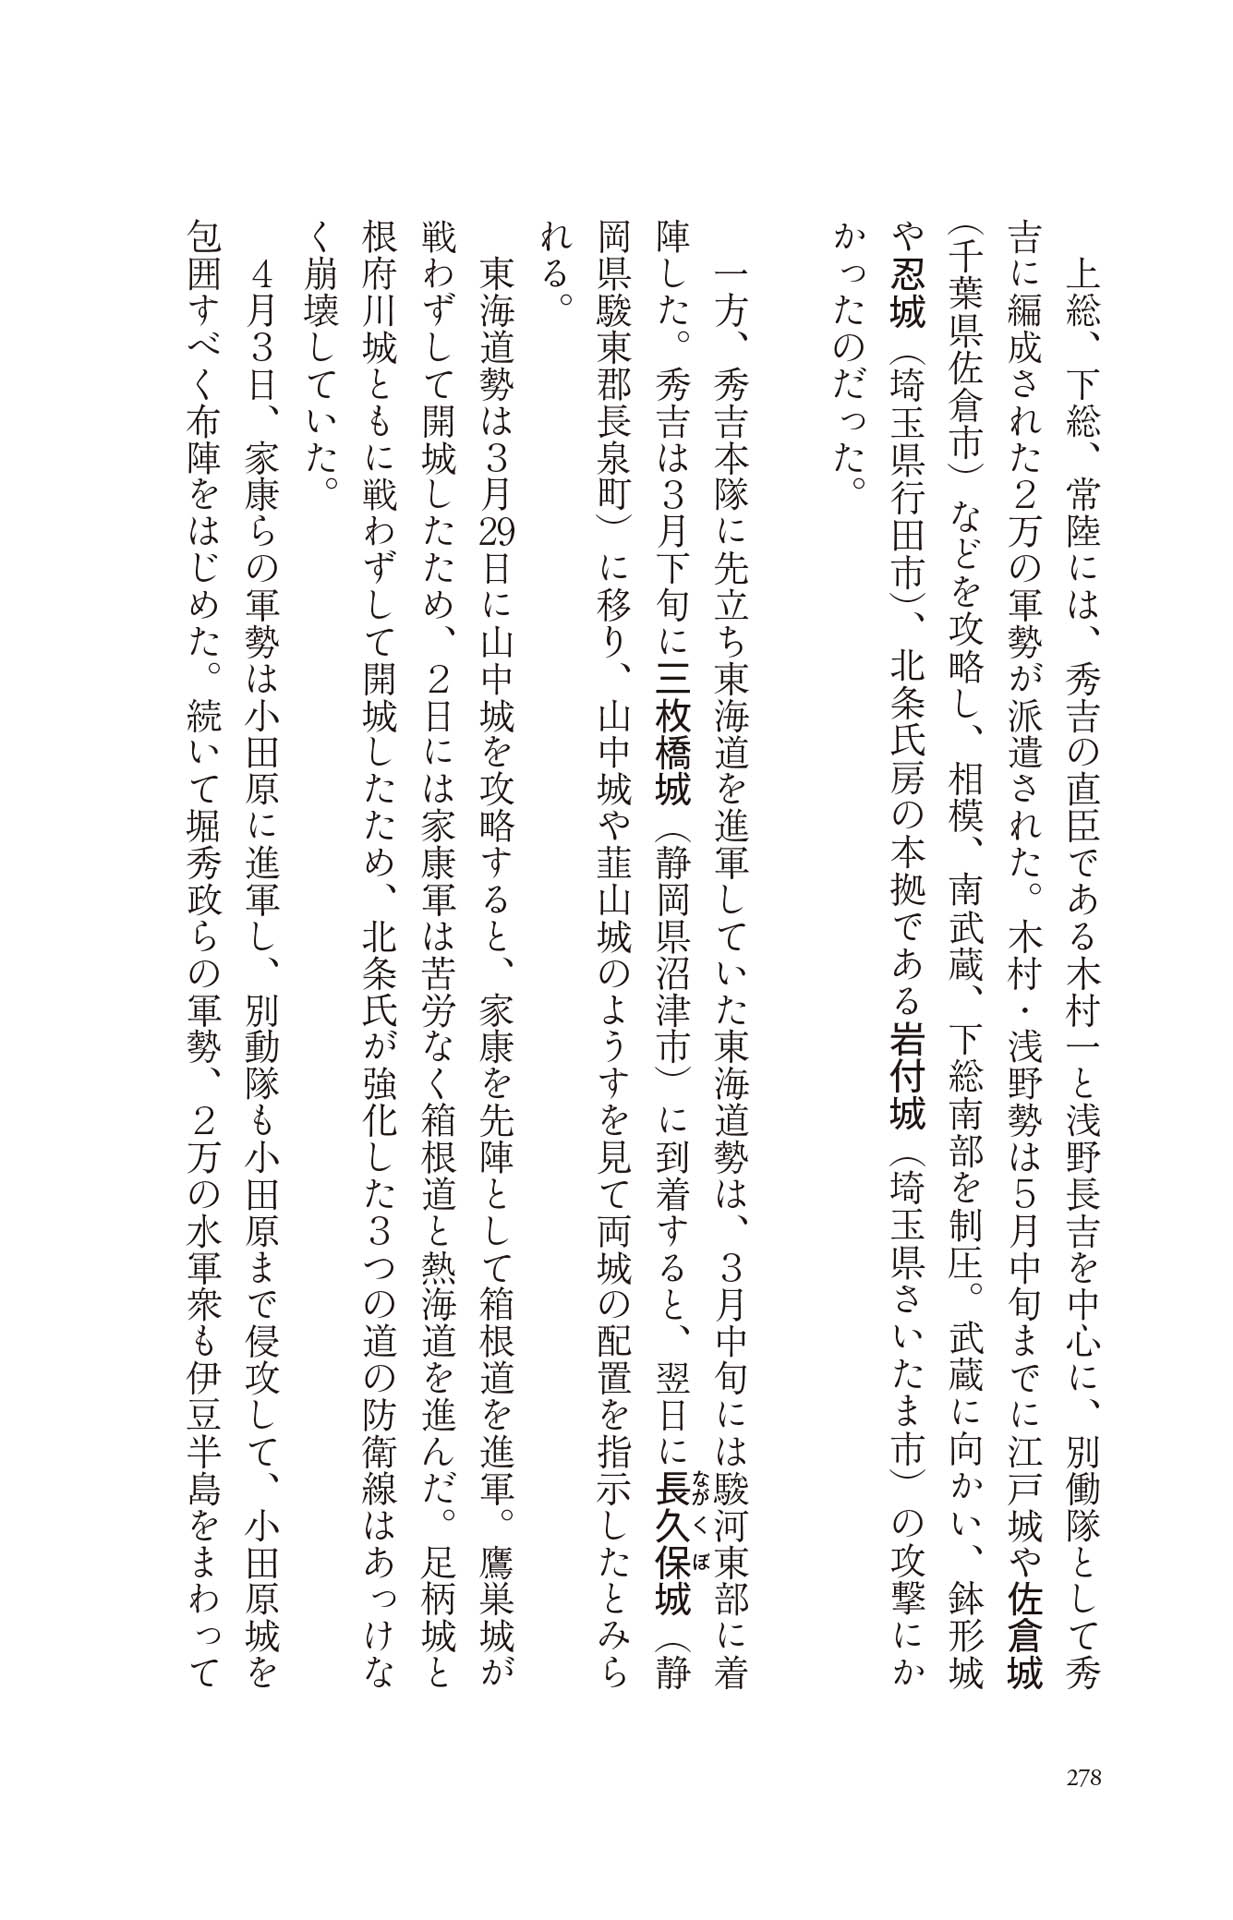 上総、下総、常陸には、秀吉の直臣である木村一と浅野長吉を中心に、別働隊として秀
吉に編成された２万の軍勢が派遣された。木村・浅野勢は５月中旬までに江戸城や佐倉城
（千葉県佐倉市）などを攻略し、相模、南武蔵、下総南部を制圧。武蔵に向かい、鉢形城
や忍城（埼玉県行田市）、北条氏房の本拠である岩付城（埼玉県さいたま市）の攻撃にか
かったのだった。
一方、秀吉本隊に先立ち東海道を進軍していた東海道勢は、３月中旬には駿河東部に着
陣した。秀吉は３月下旬に三枚橋城（静岡県沼津市）に到着すると、翌日に長久保城（静
ながくぼ
岡県駿東郡長泉町）に移り、山中城や韮山城のようすを見て両城の配置を指示したとみら
れる。
東海道勢は３月29日に山中城を攻略すると、家康を先陣として箱根道を進軍。鷹巣城が
戦わずして開城したため、２日には家康軍は苦労なく箱根道と熱海道を進んだ。足柄城と
根府川城ともに戦わずして開城したため、北条氏が強化した３つの道の防衛線はあっけな
く崩壊していた。
４月３日、家康らの軍勢は小田原に進軍し、別動隊も小田原まで侵攻して、小田原城を
包囲すべく布陣をはじめた。続いて堀秀政らの軍勢、２万の水軍衆も伊豆半島をまわって
278